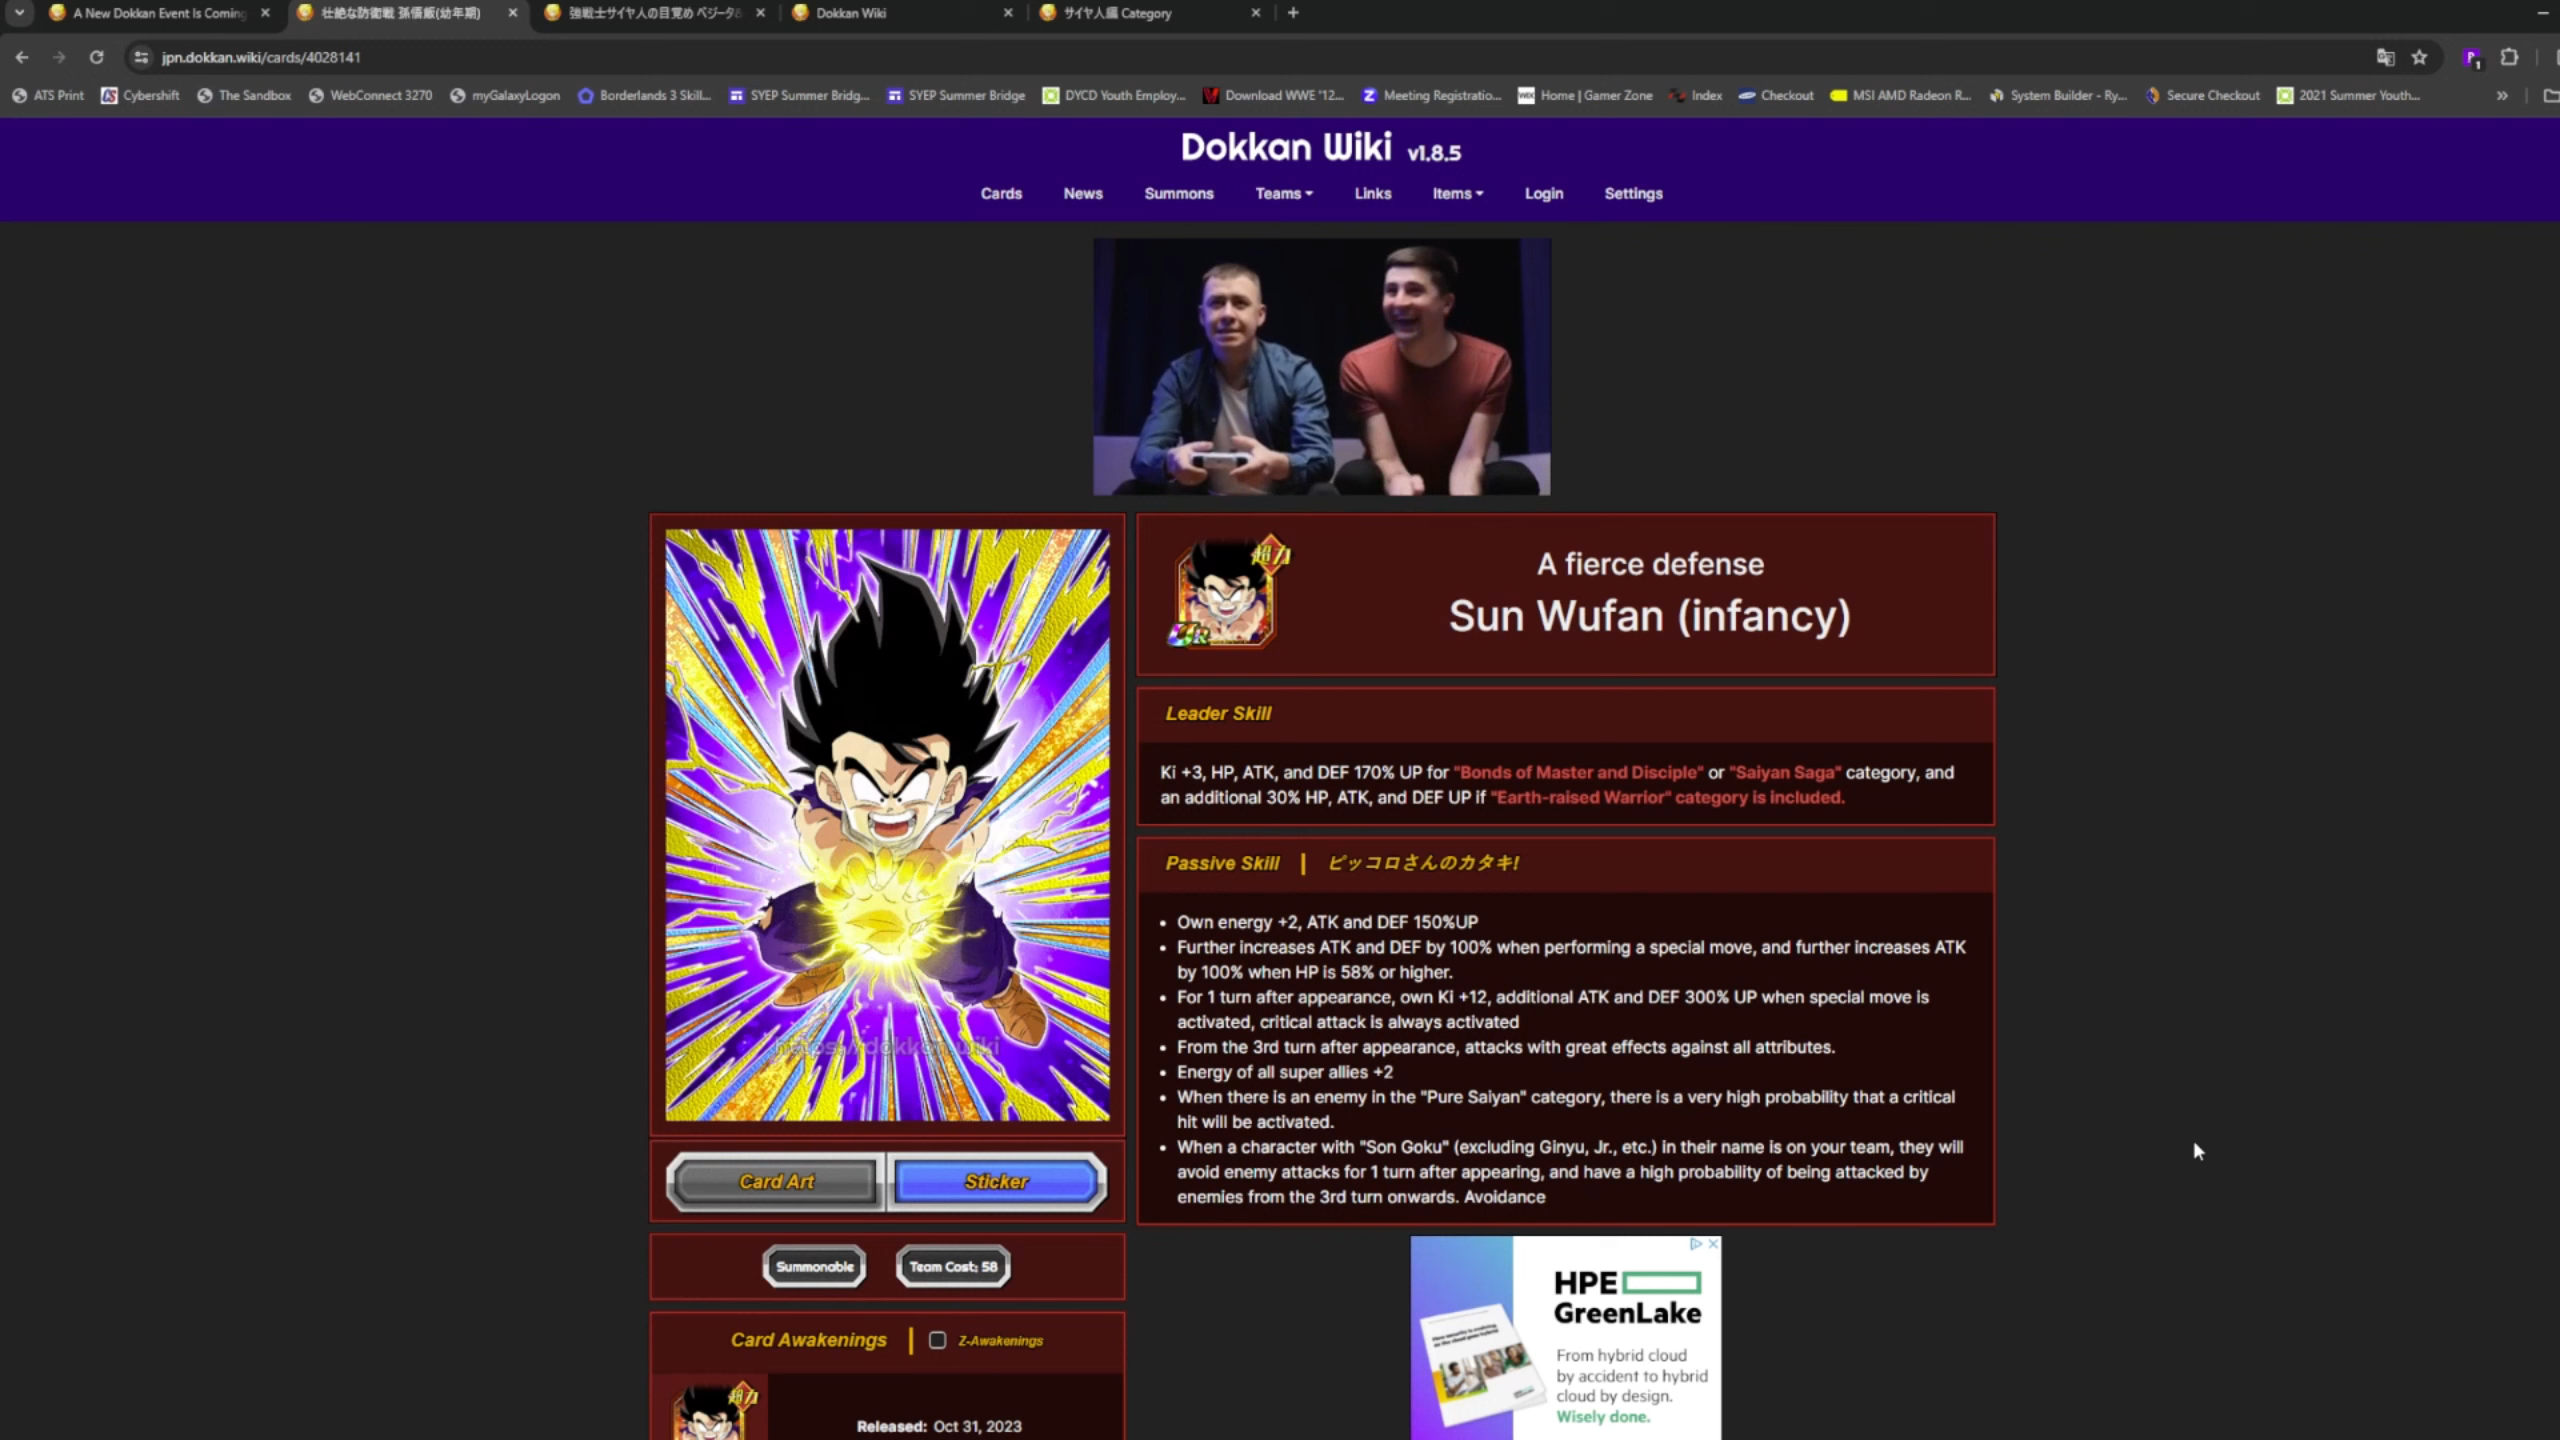 A New Dokkan Event Is Coming
壮絶な防衛戦 孫悟飯(幼年期)
強戦士サイヤ人の目覚め ベジータ&
Dokkan Wiki
サイヤ人編 Category
jpn.dokkan.wiki/cards/4028141
ATS Print
Cybershift
The Sandbox
WebConnect 3270
myGalaxyLogon
Borderlands 3 Skill...
SYEP Summer Bridg...
SYEP Summer Bridge
DYCD Youth Employ...
Download WWE '12...
Meeting Registratio...
Home | Gamer Zone
Index
Checkout
MSI AMD Radeon R...
System Builder - Ry...
Secure Checkout
2021 Summer Youth...
Dokkan Wiki v1.8.5
Cards News Summons Teams Links Items Login Settings
超力
UR
A fierce defense
Sun Wufan (infancy)
Leader Skill
Ki +3, HP, ATK, and DEF 170% UP for "Bonds of Master and Disciple" or "Saiyan Saga" category, and
an additional 30% HP, ATK, and DEF UP if "Earth-raised Warrior" category is included.
Passive Skill | ピッコロさんのカタキ!
• Own energy +2, ATK and DEF 150%UP
• Further increases ATK and DEF by 100% when performing a special move, and further increases ATK
by 100% when HP is 58% or higher.
• For 1 turn after appearance, own Ki +12, additional ATK and DEF 300% UP when special move is
activated, critical attack is always activated
• From the 3rd turn after appearance, attacks with great effects against all attributes.
• Energy of all super allies +2
• When there is an enemy in the "Pure Saiyan" category, there is a very high probability that a critical
hit will be activated.
• When a character with "Son Goku" (excluding Ginyu, Jr., etc.) in their name is on your team, they will
avoid enemy attacks for 1 turn after appearing, and have a high probability of being attacked by
enemies from the 3rd turn onwards. Avoidance
https://dokkan.wiki
Card Art
Sticker
Summonable
Team Cost: 58
Card Awakenings | Z-Awakenings
超力
Released: Oct 31, 2023
HPE
GreenLake
From hybrid cloud
by accident to hybrid
cloud by design.
Wisely done.